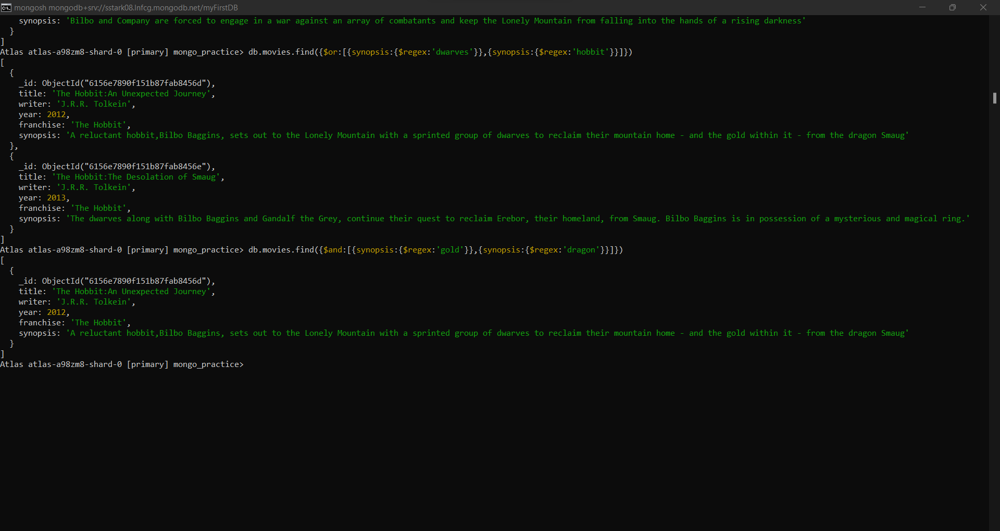 mongosh mongodb+srv://sstark08.lnfcg.mongodb.net/myFirstDB
    synopsis: 'Bilbo and Company are forced to engage in a war against an array of combatants and keep the Lonely Mountain from falling into the hands of a rising darkness'
  }
]
Atlas atlas-a98zm8-shard-0 [primary] mongo_practice> db.movies.find({$or:[{synopsis:{$regex:'dwarves'}},{synopsis:{$regex:'hobbit'}}]})
[
  {
    _id: ObjectId("6156e7890f151b87fab8456d"),
    title: 'The Hobbit:An Unexpected Journey',
    writer: 'J.R.R. Tolkein',
    year: 2012,
    franchise: 'The Hobbit',
    synopsis: 'A reluctant hobbit,Bilbo Baggins, sets out to the Lonely Mountain with a sprinted group of dwarves to reclaim their mountain home - and the gold within it - from the dragon Smaug'
  },
  {
    _id: ObjectId("6156e7890f151b87fab8456e"),
    title: 'The Hobbit:The Desolation of Smaug',
    writer: 'J.R.R. Tolkein',
    year: 2013,
    franchise: 'The Hobbit',
    synopsis: 'The dwarves along with Bilbo Baggins and Gandalf the Grey, continue their quest to reclaim Erebor, their homeland, from Smaug. Bilbo Baggins is in possession of a mysterious and magical ring.'
  }
]
Atlas atlas-a98zm8-shard-0 [primary] mongo_practice> db.movies.find({$and:[{synopsis:{$regex:'gold'}},{synopsis:{$regex:'dragon'}}]})
[
  {
    _id: ObjectId("6156e7890f151b87fab8456d"),
    title: 'The Hobbit:An Unexpected Journey',
    writer: 'J.R.R. Tolkein',
    year: 2012,
    franchise: 'The Hobbit',
    synopsis: 'A reluctant hobbit,Bilbo Baggins, sets out to the Lonely Mountain with a sprinted group of dwarves to reclaim their mountain home - and the gold within it - from the dragon Smaug'
  }
]
Atlas atlas-a98zm8-shard-0 [primary] mongo_practice>